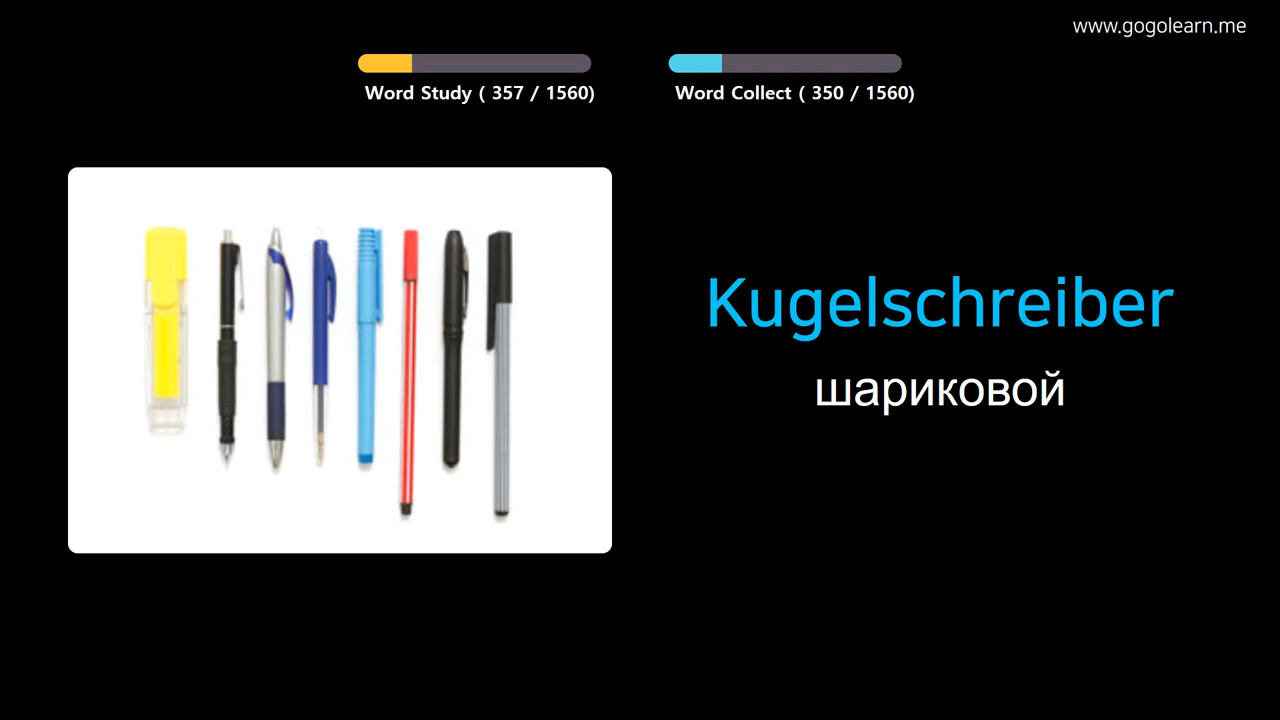 www.gogolearn.me
Word Study ( 357 / 1560)
Word Collect ( 350 / 1560)
Kugelschreiber
шариковой